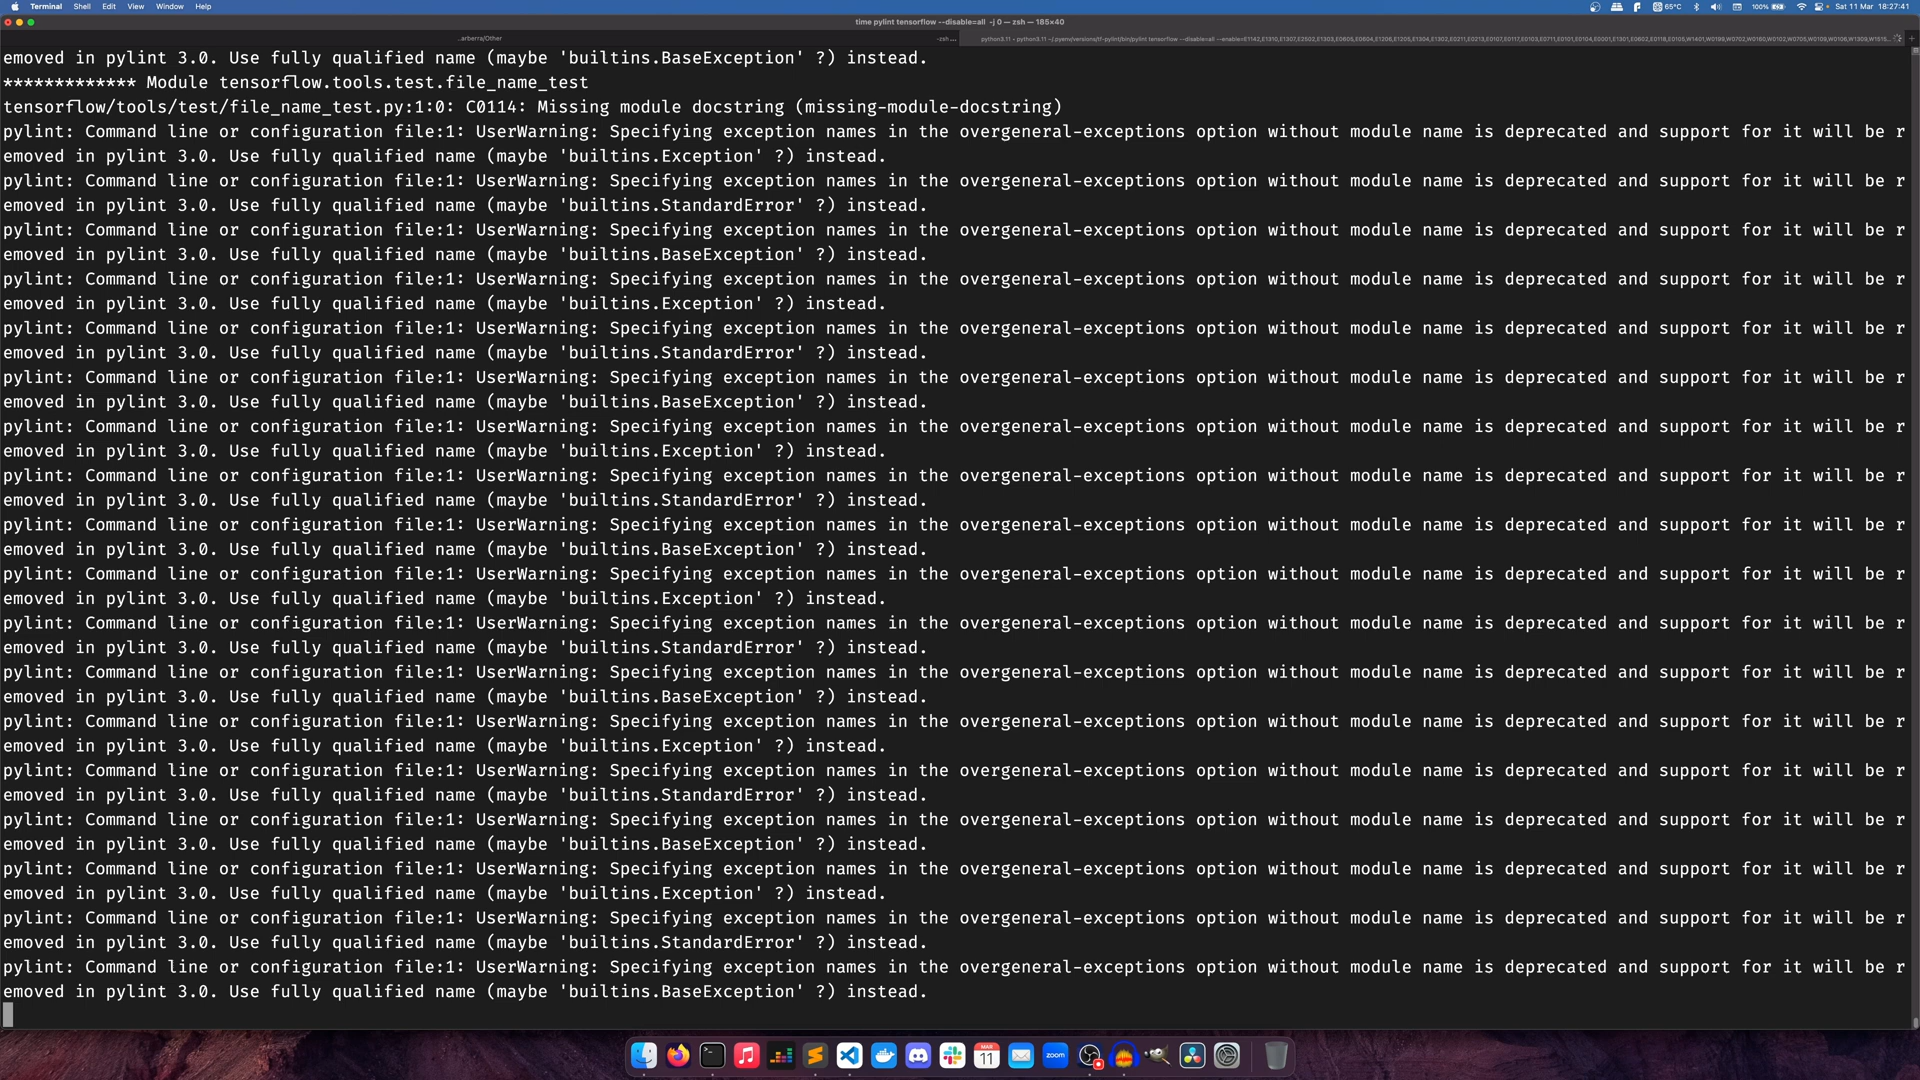 Terminal Shell Edit View Window Help 65°C 100% Sat 11 Mar 18:27:41
time pylint tensorflow --disable=all -j 0 — zsh — 185×40
..arberra/Other -zsh ...
emoved in pylint 3.0. Use fully qualified name (maybe 'builtins.BaseException' ?) instead.
************* Module tensorflow.tools.test.file_name_test
tensorflow/tools/test/file_name_test.py:1:0: C0114: Missing module docstring (missing-module-docstring)
pylint: Command line or configuration file:1: UserWarning: Specifying exception names in the overgeneral-exceptions option without module name is deprecated and support for it will be r
emoved in pylint 3.0. Use fully qualified name (maybe 'builtins.Exception' ?) instead.
pylint: Command line or configuration file:1: UserWarning: Specifying exception names in the overgeneral-exceptions option without module name is deprecated and support for it will be r
emoved in pylint 3.0. Use fully qualified name (maybe 'builtins.StandardError' ?) instead.
pylint: Command line or configuration file:1: UserWarning: Specifying exception names in the overgeneral-exceptions option without module name is deprecated and support for it will be r
emoved in pylint 3.0. Use fully qualified name (maybe 'builtins.BaseException' ?) instead.
pylint: Command line or configuration file:1: UserWarning: Specifying exception names in the overgeneral-exceptions option without module name is deprecated and support for it will be r
emoved in pylint 3.0. Use fully qualified name (maybe 'builtins.Exception' ?) instead.
pylint: Command line or configuration file:1: UserWarning: Specifying exception names in the overgeneral-exceptions option without module name is deprecated and support for it will be r
emoved in pylint 3.0. Use fully qualified name (maybe 'builtins.StandardError' ?) instead.
pylint: Command line or configuration file:1: UserWarning: Specifying exception names in the overgeneral-exceptions option without module name is deprecated and support for it will be r
emoved in pylint 3.0. Use fully qualified name (maybe 'builtins.BaseException' ?) instead.
pylint: Command line or configuration file:1: UserWarning: Specifying exception names in the overgeneral-exceptions option without module name is deprecated and support for it will be r
emoved in pylint 3.0. Use fully qualified name (maybe 'builtins.Exception' ?) instead.
pylint: Command line or configuration file:1: UserWarning: Specifying exception names in the overgeneral-exceptions option without module name is deprecated and support for it will be r
emoved in pylint 3.0. Use fully qualified name (maybe 'builtins.StandardError' ?) instead.
pylint: Command line or configuration file:1: UserWarning: Specifying exception names in the overgeneral-exceptions option without module name is deprecated and support for it will be r
emoved in pylint 3.0. Use fully qualified name (maybe 'builtins.BaseException' ?) instead.
pylint: Command line or configuration file:1: UserWarning: Specifying exception names in the overgeneral-exceptions option without module name is deprecated and support for it will be r
emoved in pylint 3.0. Use fully qualified name (maybe 'builtins.Exception' ?) instead.
pylint: Command line or configuration file:1: UserWarning: Specifying exception names in the overgeneral-exceptions option without module name is deprecated and support for it will be r
emoved in pylint 3.0. Use fully qualified name (maybe 'builtins.StandardError' ?) instead.
pylint: Command line or configuration file:1: UserWarning: Specifying exception names in the overgeneral-exceptions option without module name is deprecated and support for it will be r
emoved in pylint 3.0. Use fully qualified name (maybe 'builtins.BaseException' ?) instead.
pylint: Command line or configuration file:1: UserWarning: Specifying exception names in the overgeneral-exceptions option without module name is deprecated and support for it will be r
emoved in pylint 3.0. Use fully qualified name (maybe 'builtins.Exception' ?) instead.
pylint: Command line or configuration file:1: UserWarning: Specifying exception names in the overgeneral-exceptions option without module name is deprecated and support for it will be r
emoved in pylint 3.0. Use fully qualified name (maybe 'builtins.StandardError' ?) instead.
pylint: Command line or configuration file:1: UserWarning: Specifying exception names in the overgeneral-exceptions option without module name is deprecated and support for it will be r
emoved in pylint 3.0. Use fully qualified name (maybe 'builtins.BaseException' ?) instead.
pylint: Command line or configuration file:1: UserWarning: Specifying exception names in the overgeneral-exceptions option without module name is deprecated and support for it will be r
emoved in pylint 3.0. Use fully qualified name (maybe 'builtins.Exception' ?) instead.
pylint: Command line or configuration file:1: UserWarning: Specifying exception names in the overgeneral-exceptions option without module name is deprecated and support for it will be r
emoved in pylint 3.0. Use fully qualified name (maybe 'builtins.StandardError' ?) instead.
pylint: Command line or configuration file:1: UserWarning: Specifying exception names in the overgeneral-exceptions option without module name is deprecated and support for it will be r
emoved in pylint 3.0. Use fully qualified name (maybe 'builtins.BaseException' ?) instead.
MAR
11
zoom